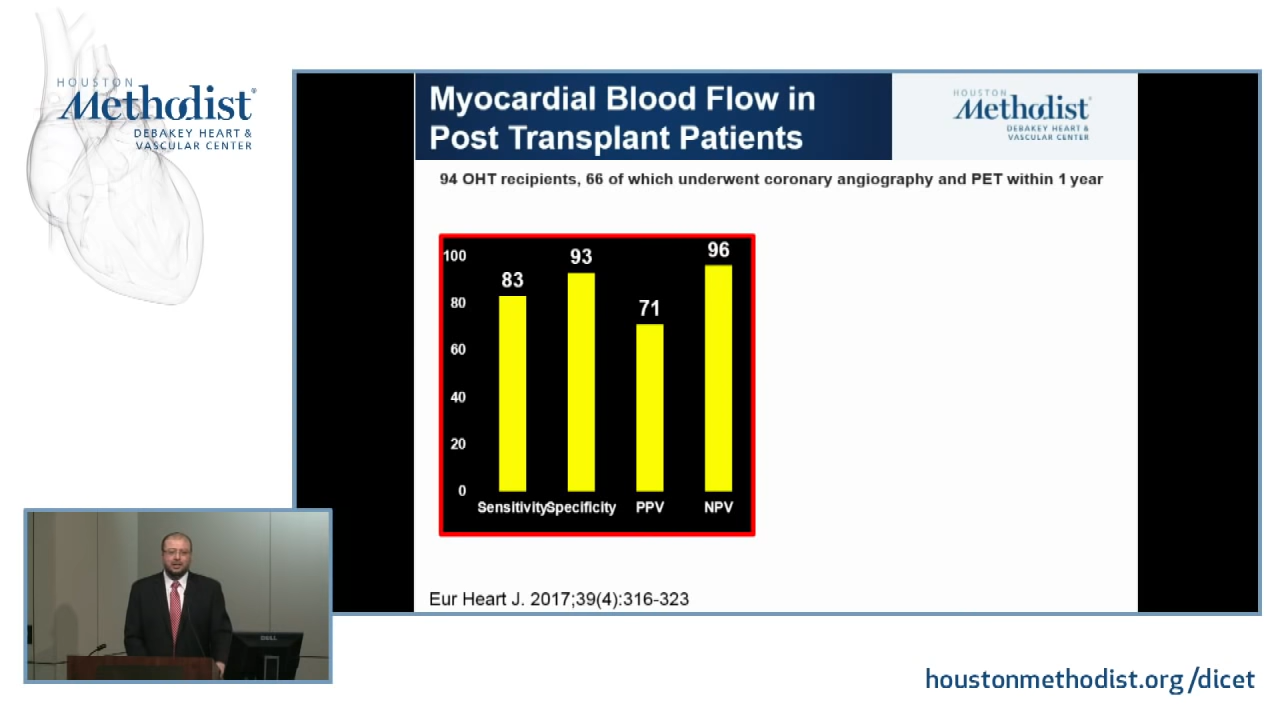 HOUSTON
Methodist®
DEBAKEY HEART &
VASCULAR CENTER
Myocardial Blood Flow in
Post Transplant Patients
HOUSTON
Methodist®
DEBAKEY HEART &
VASCULAR CENTER
94 OHT recipients, 66 of which underwent coronary angiography and PET within 1 year
100
80
60
40
20
0
83
93
71
96
Sensitivity Specificity PPV NPV
Eur Heart J. 2017;39(4):316-323
DELL
houstonmethodist.org/dicet